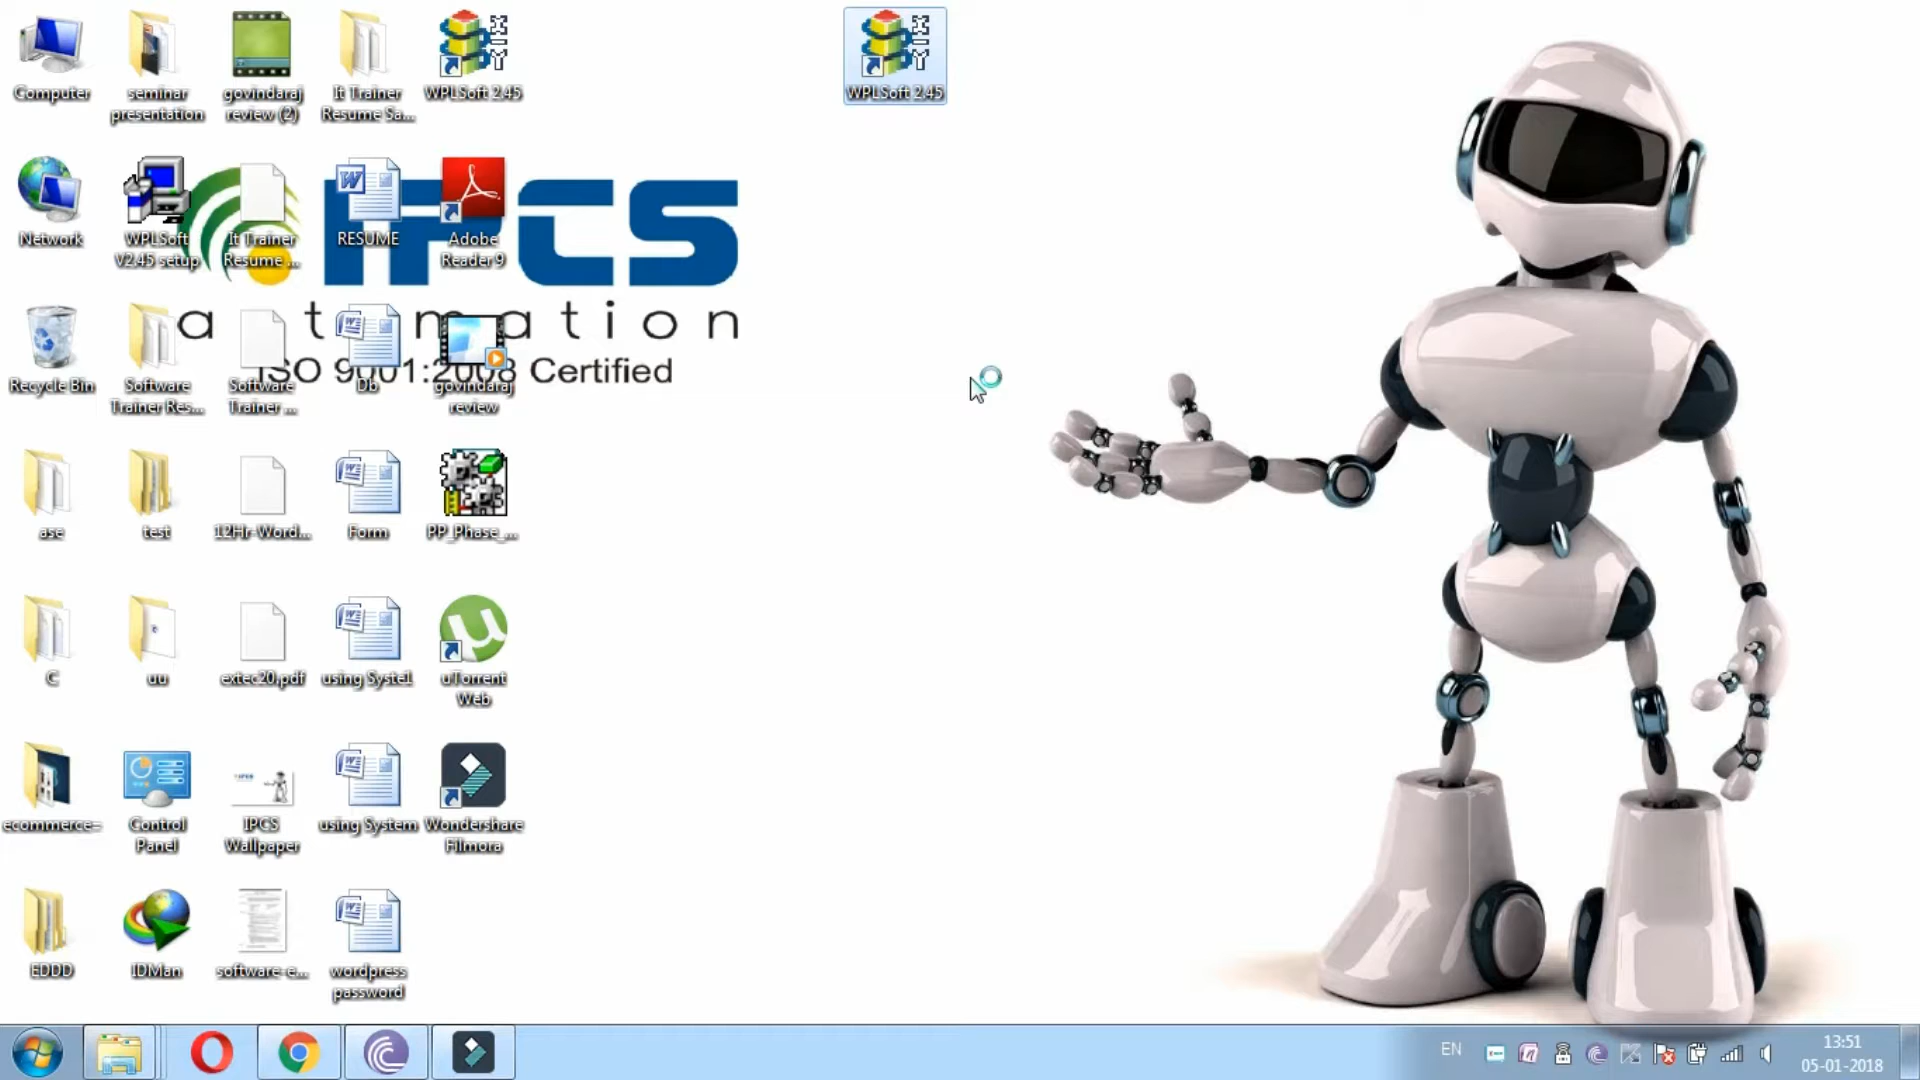 Computer
seminar
presentation
govindaraj
review (2)
It Trainer
Resume Sa...
WPLSoft 2.45
WPLSoft 2.45
Network
WPLSoft
V2.45 setup
It Trainer
Resume ...
RESUME
Adobe
Reader 9
IPCS
automation
ISO 9001:2008 Certified
Recycle Bin
Software
Trainer Res...
Software
Trainer ...
Db
govindaraj
review
ase
test
12Hr-Word...
Form
PP_Phase_...
C
uu
extec20.pdf
using Syste1
uTorrent
Web
ecommerce=
Control
Panel
IPCS
Wallpaper
using System
Wondershare
Filmora
EDDD
IDMan
software-e...
wordpress
password
EN
13:51
05-01-2018